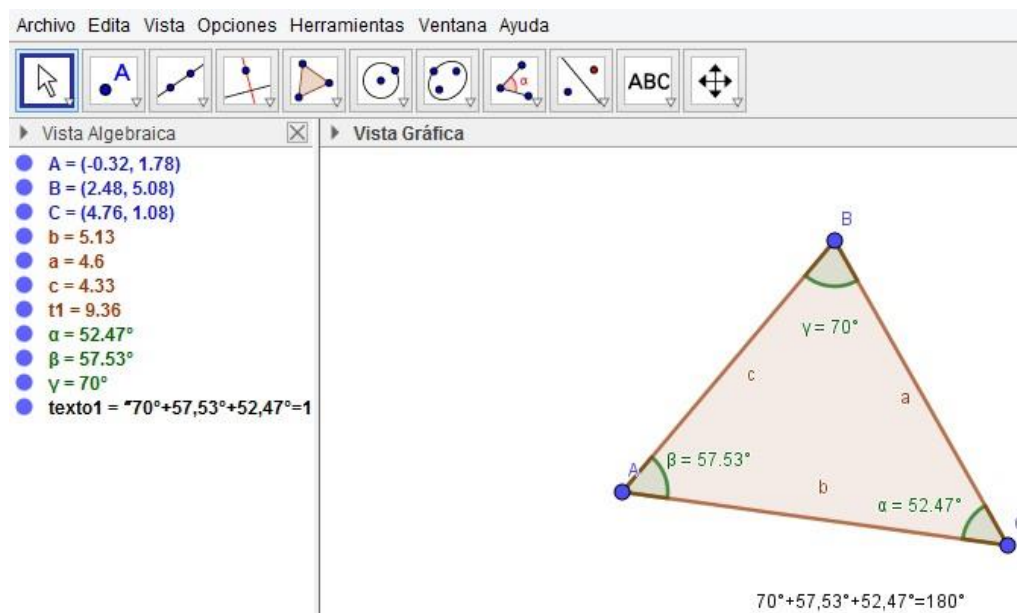 Archivo Edita Vista Opciones Herramientas Ventana Ayuda
A
α
ABC
Vista Algebraica
Vista Gráfica
A = (-0.32, 1.78)
B = (2.48, 5.08)
C = (4.76, 1.08)
b = 5.13
a = 4.6
c = 4.33
t1 = 9.36
α = 52.47°
β = 57.53°
γ = 70°
texto1 = "70°+57,53°+52,47°=1
B
γ = 70°
c
a
A
β = 57.53°
b
α = 52.47°
70°+57,53°+52,47°=180°